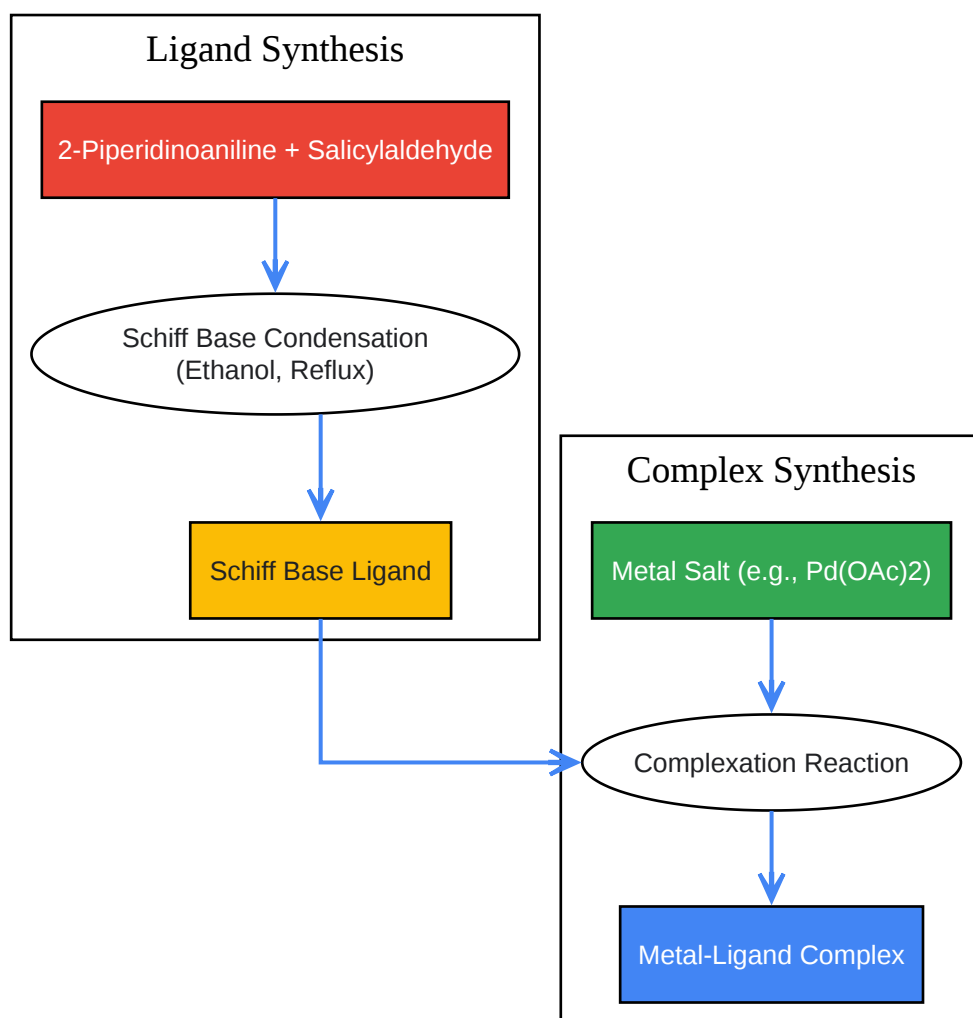 Ligand Synthesis
2-Piperidinoaniline + Salicylaldehyde
Schiff Base Condensation
(Ethanol, Reflux)
Schiff Base Ligand
Complex Synthesis
Metal Salt (e.g., Pd(OAc)2)
Complexation Reaction
Metal-Ligand Complex